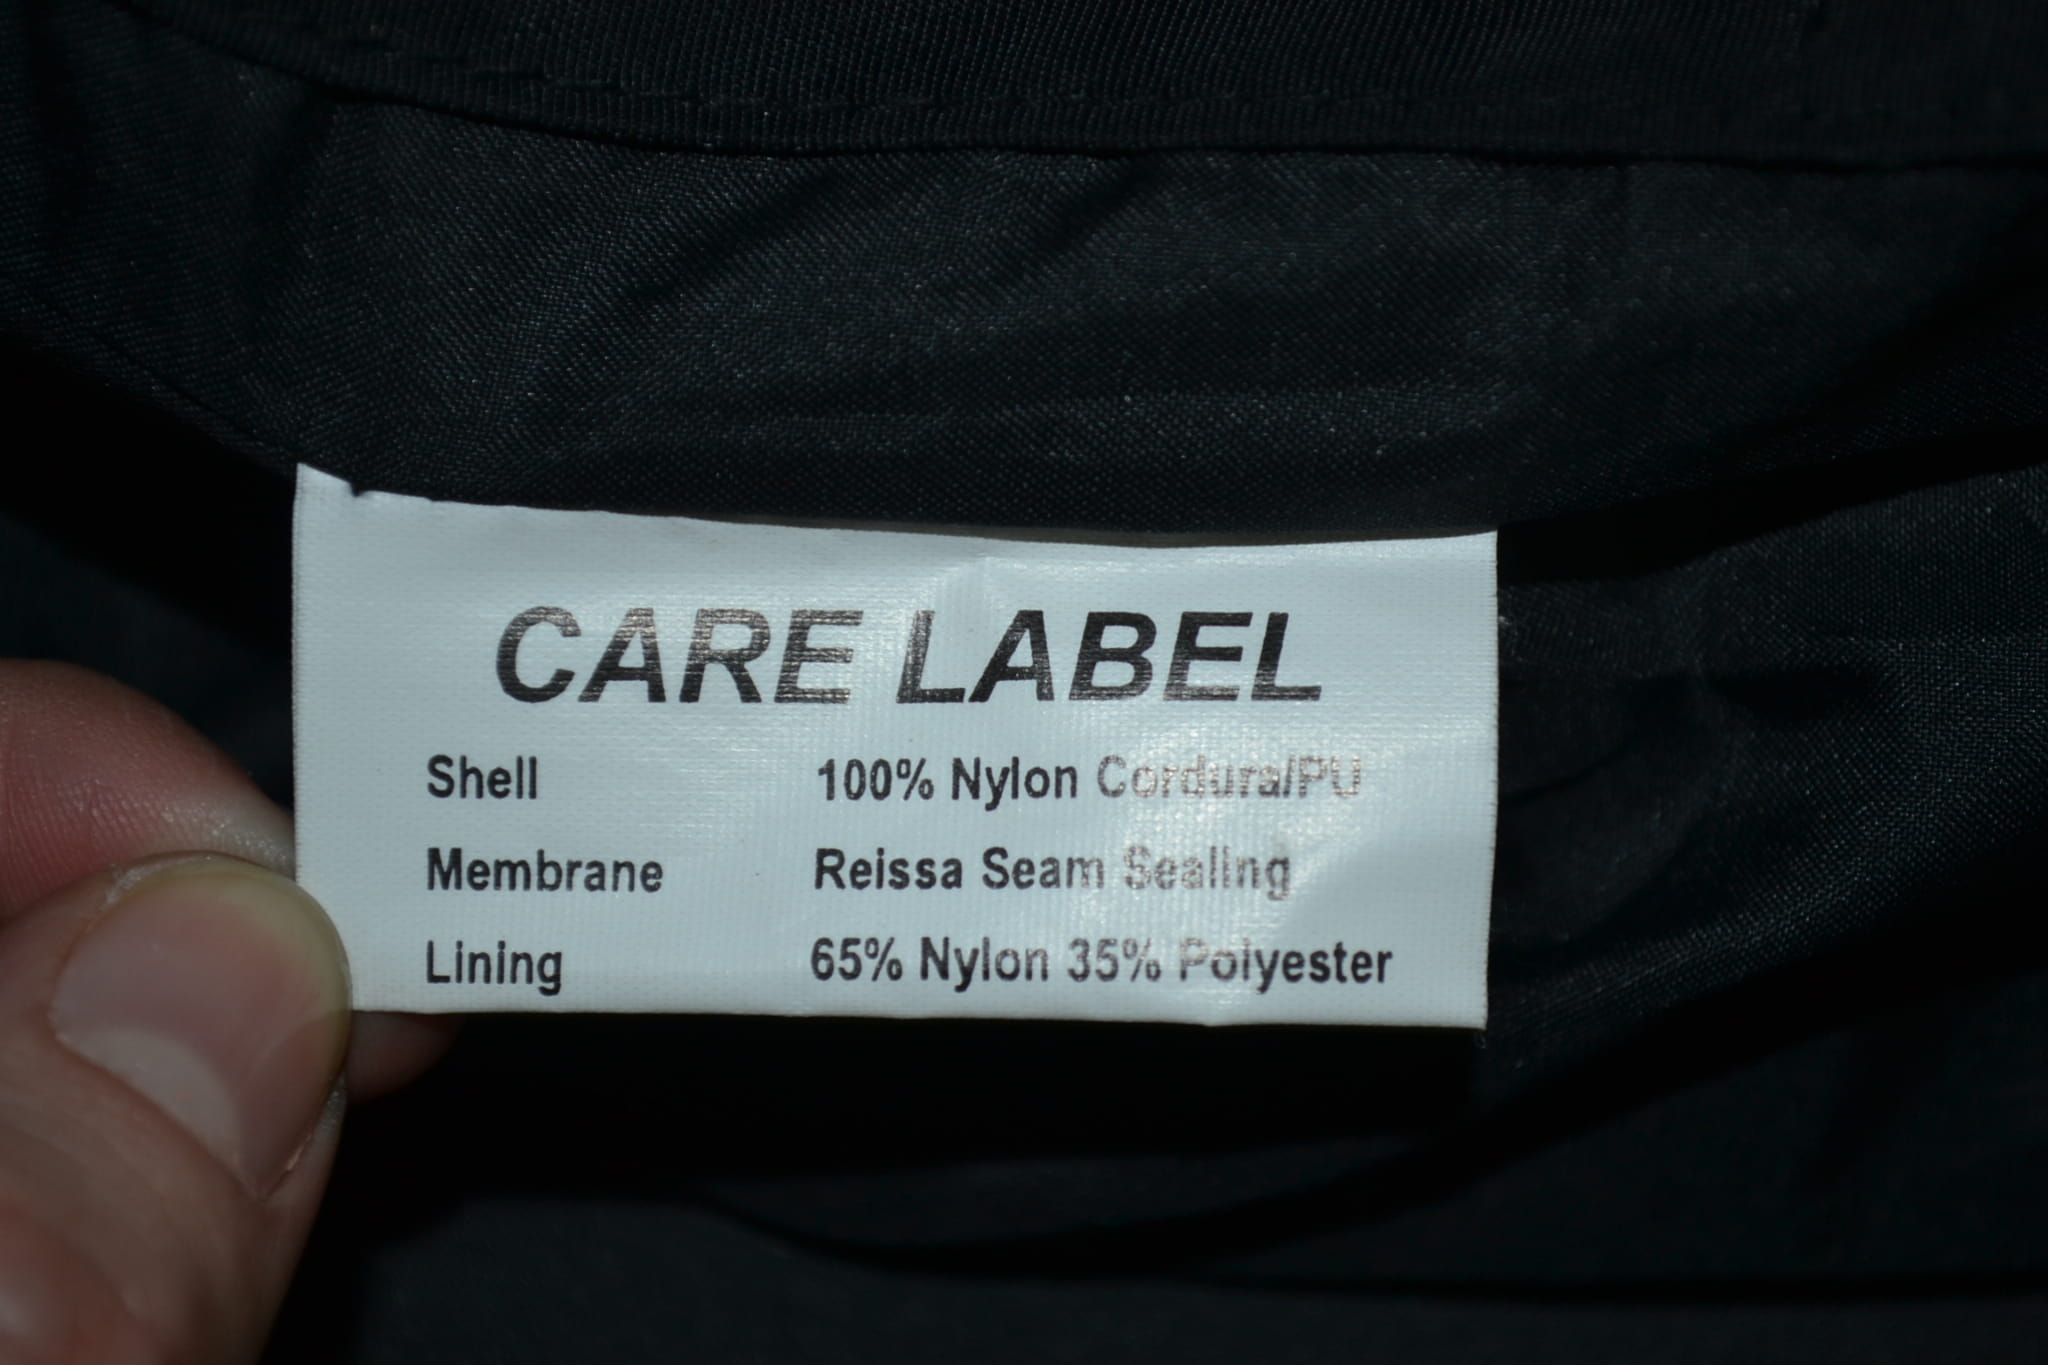 CARE LABEL
Shell 100% Nylon Cordura/PU
Membrane Reissa Seam Sealing
Lining 65% Nylon 35% Polyester